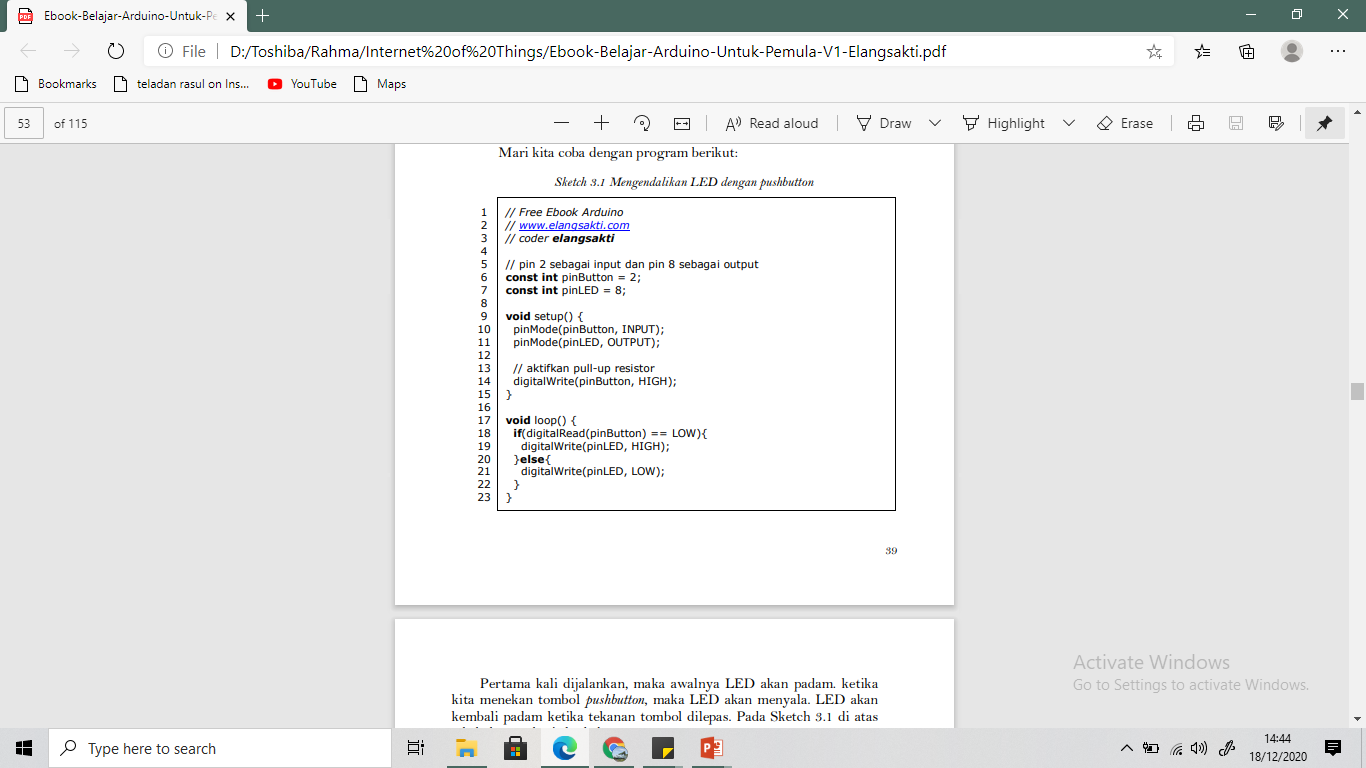 Ebook-Belajar-Arduino-Untuk-Pe
File
D:/Toshiba/Rahma/Internet%20of%20Things/Ebook-Belajar-Arduino-Untuk-Pemula-V1-Elangsakti.pdf
Bookmarks
teladan rasul on Ins...
YouTube
Maps
53 of 115
Read aloud
Draw
Highlight
Erase
Mari kita coba dengan program berikut:
Sketch 3.1 Mengendalikan LED dengan pushbutton
1 // Free Ebook Arduino
2 // www.elangsakti.com
3 // coder elangsakti
4
5 // pin 2 sebagai input dan pin 8 sebagai output
6 const int pinButton = 2;
7 const int pinLED = 8;
8
9 void setup() {
10 pinMode(pinButton, INPUT);
11 pinMode(pinLED, OUTPUT);
12
13 // aktifkan pull-up resistor
14 digitalWrite(pinButton, HIGH);
15 }
16
17 void loop() {
18 if(digitalRead(pinButton) == LOW){
19 digitalWrite(pinLED, HIGH);
20 }else{
21 digitalWrite(pinLED, LOW);
22 }
23 }
39
Pertama kali dijalankan, maka awalnya LED akan padam. ketika
kita menekan tombol pushbutton, maka LED akan menyala. LED akan
kembali padam ketika tekanan tombol dilepas. Pada Sketch 3.1 di atas
Activate Windows
Go to Settings to activate Windows.
Type here to search
14:44
18/12/2020